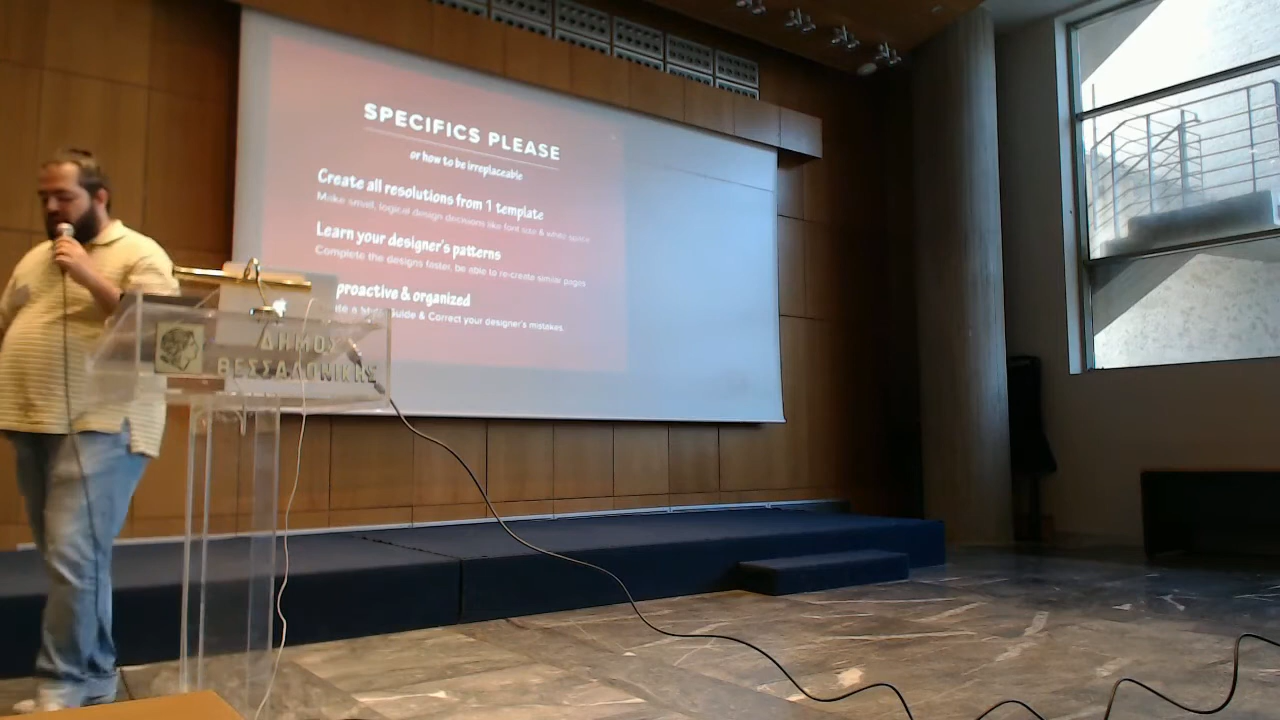 SPECIFICS PLEASE
or how to be irreplaceable
Create all resolutions from 1 template
Make small, logical design decisions like font size & white space
Learn your designer's patterns
Complete the designs faster, be able to re-create similar pages
proactive & organized
a Guide & Correct your designer's mistakes.
ΔΗΜΟΣ
ΘΕΣΣΑΛΟΝΙΚΗΣ